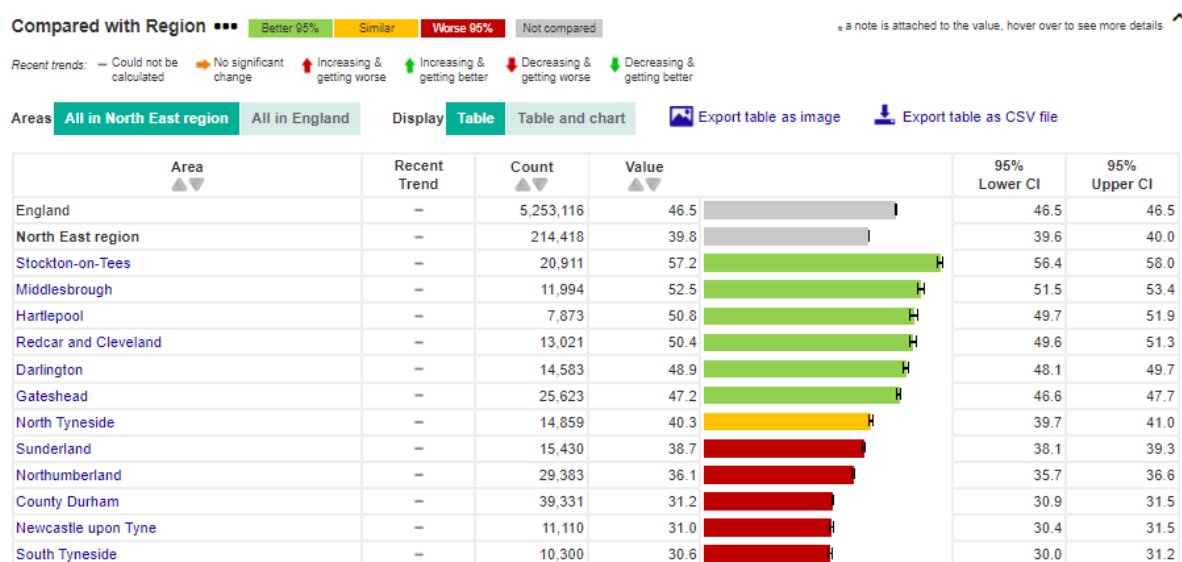 Compared with Region ••• Better 95% Similar Worse 95% Not compared * a note is attached to the value, hover over to see more details
Recent trends: – Could not be calculated No significant change Increasing & getting worse Increasing & getting better Decreasing & getting worse Decreasing & getting better
Areas All in North East region All in England Display Table Table and chart Export table as image Export table as CSV file
Area Recent Trend Count Value 95% Lower CI 95% Upper CI
England – 5,253,116 46.5 46.5 46.5
North East region – 214,418 39.8 39.6 40.0
Stockton-on-Tees – 20,911 57.2 56.4 58.0
Middlesbrough – 11,994 52.5 51.5 53.4
Hartlepool – 7,873 50.8 49.7 51.9
Redcar and Cleveland – 13,021 50.4 49.6 51.3
Darlington – 14,583 48.9 48.1 49.7
Gateshead – 25,623 47.2 46.6 47.7
North Tyneside – 14,859 40.3 39.7 41.0
Sunderland – 15,430 38.7 38.1 39.3
Northumberland – 29,383 36.1 35.7 36.6
County Durham – 39,331 31.2 30.9 31.5
Newcastle upon Tyne – 11,110 31.0 30.4 31.5
South Tyneside – 10,300 30.6 30.0 31.2